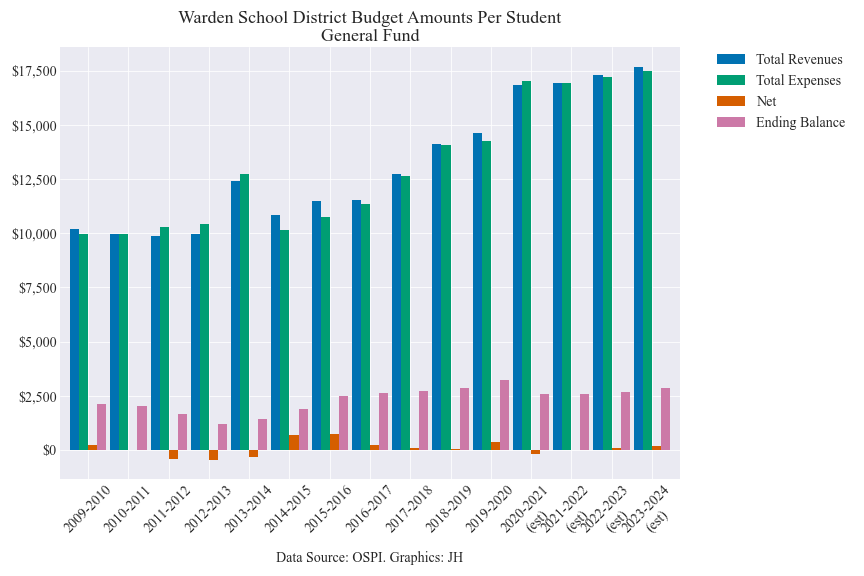 Warden School District Budget Amounts Per Student
General Fund
Total Revenues
Total Expenses
Net
Ending Balance
$17,500
$15,000
$12,500
$10,000
$7,500
$5,000
$2,500
$0
2009-2010
2010-2011
2011-2012
2012-2013
2013-2014
2014-2015
2015-2016
2016-2017
2017-2018
2018-2019
2019-2020
2020-2021
(est)
2021-2022
(est)
2022-2023
(est)
2023-2024
(est)
Data Source: OSPI. Graphics: JH